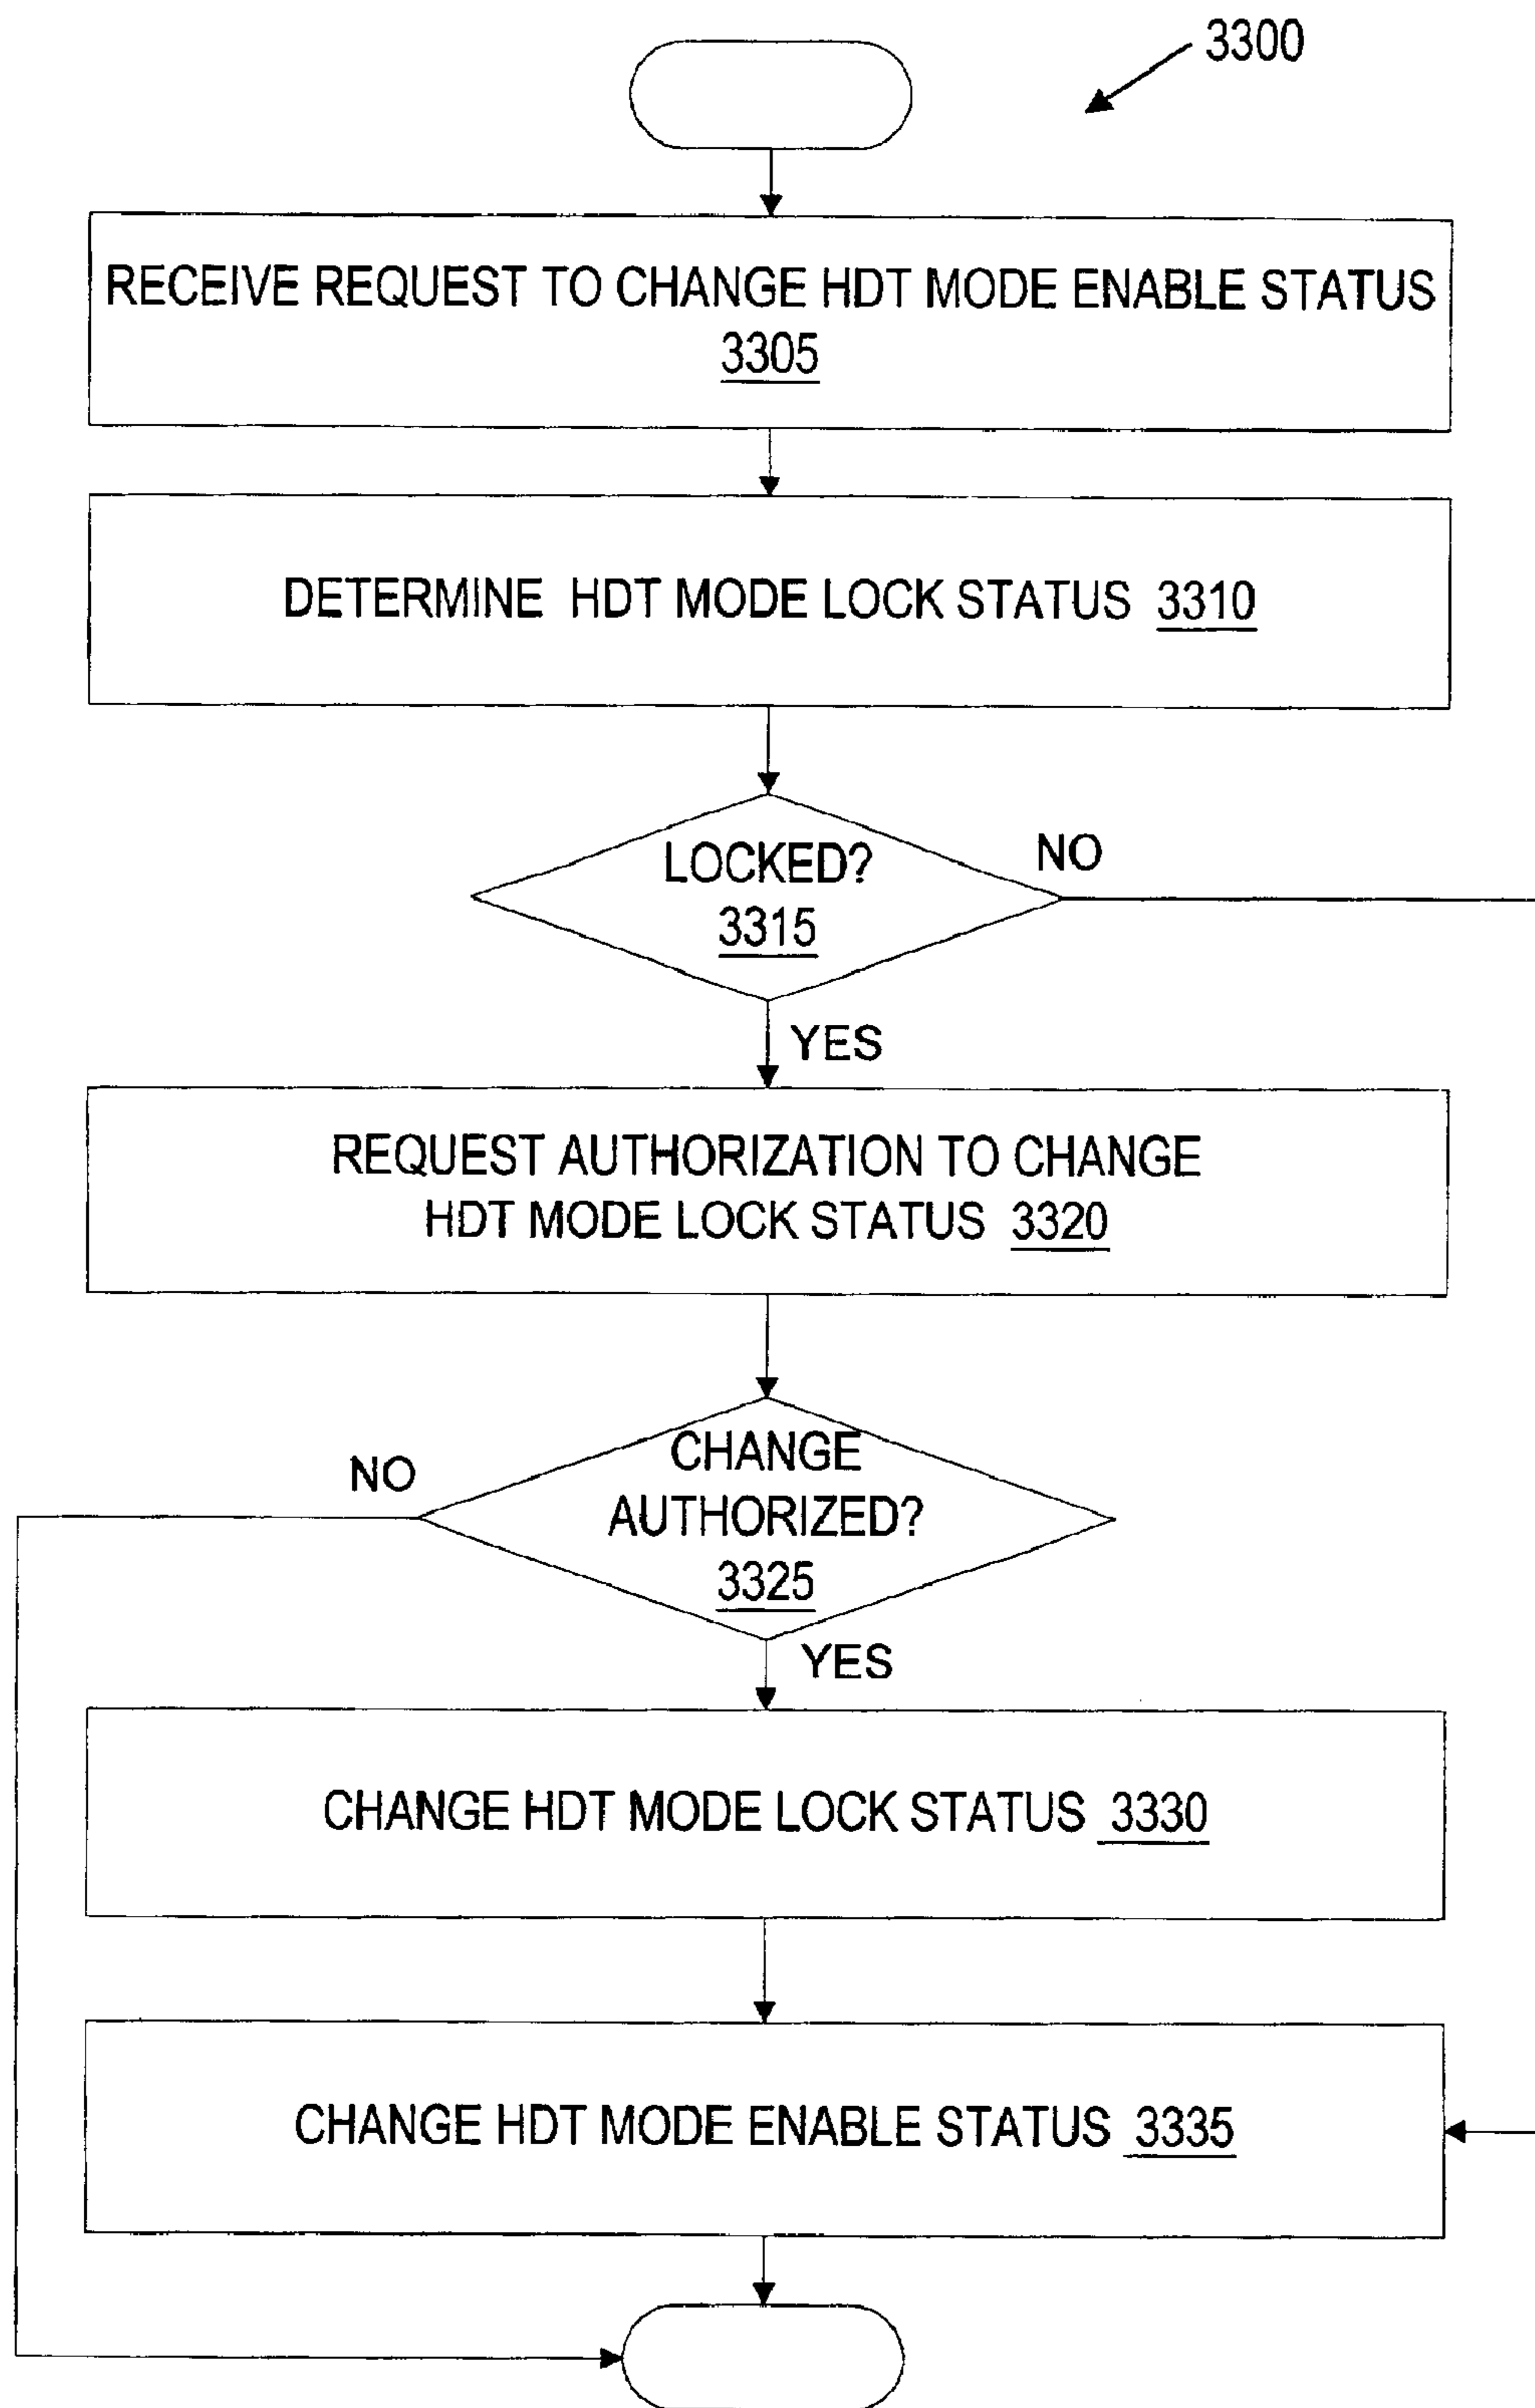 3300
RECEIVE REQUEST TO CHANGE HDT MODE ENABLE STATUS
3305
DETERMINE HDT MODE LOCK STATUS 3310
LOCKED?
3315
NO
YES
REQUEST AUTHORIZATION TO CHANGE
HDT MODE LOCK STATUS 3320
CHANGE
AUTHORIZED?
3325
NO
YES
CHANGE HDT MODE LOCK STATUS 3330
CHANGE HDT MODE ENABLE STATUS 3335